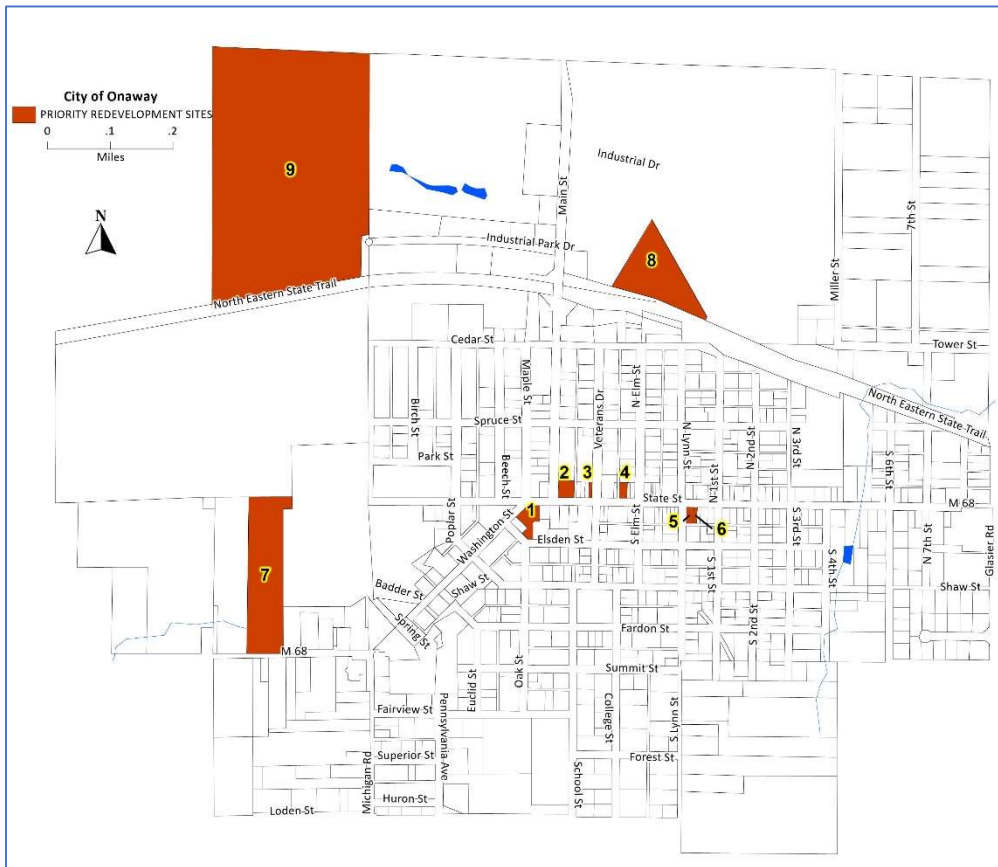 City of Onaway
PRIORITY REDEVELOPMENT SITES
0 .1 .2
Miles
N
9
Industrial Dr
Main St
7th St
Industrial Park Dr
8
Miller St
North Eastern State Trail
Cedar St
Tower St
Maple St
N Elm St
Veterans Dr
Birch St
Spruce St
North Eastern State Trail
N Lynn St
N 2nd St
N 3rd St
Park St
Beech St
S 6th St
2
3
4
N 1st St
State St
M 68
Poplar St
Washington St
1
S Elm St
5
6
S 3rd St
Elsden St
N 7th St
Glasier Rd
S 4th St
S 1st St
7
Badder St
Shaw St
Shaw St
Spring St
Fardon St
S 2nd St
M 68
Oak St
Summit St
Euclid St
Fairview St
Pennsylvania Ave
College St
S Lynn St
Superior St
Forest St
Michigan Rd
School st
Huron St
Loden St